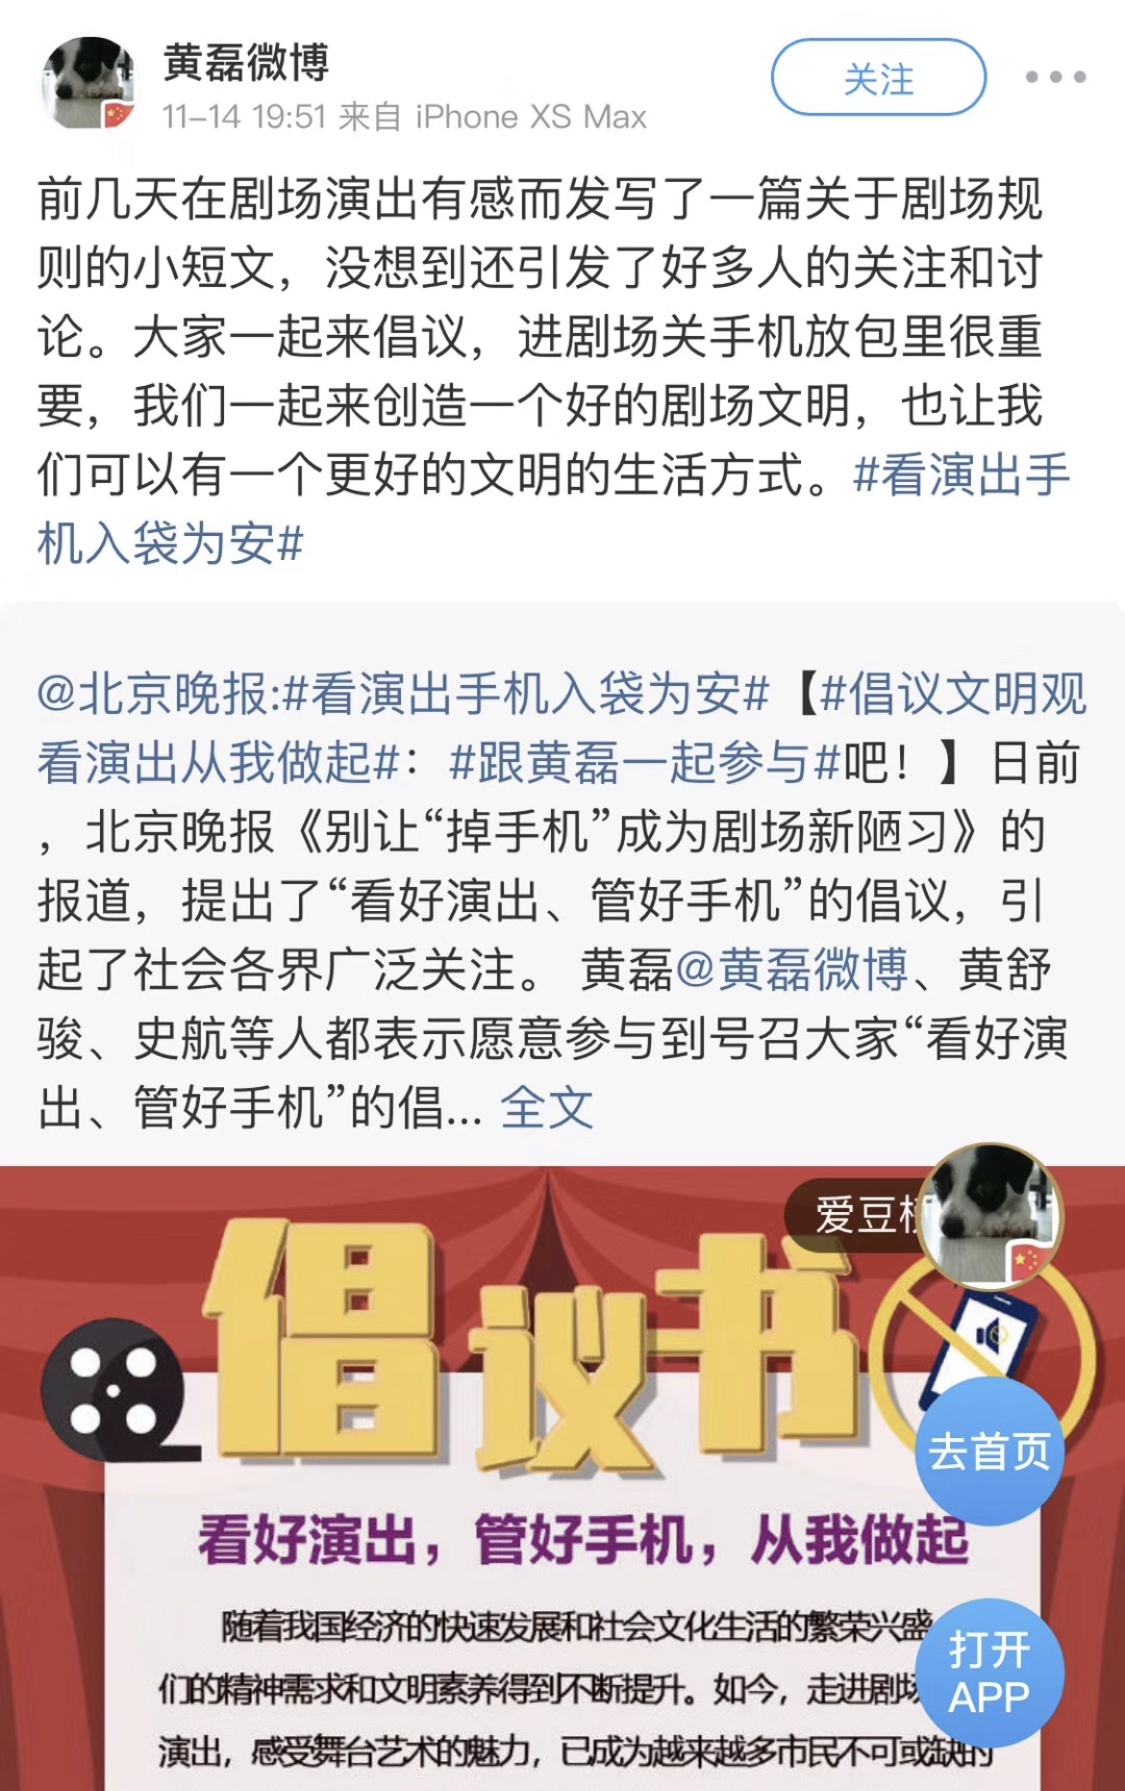 黄磊微博
关注
11-14 19:51 来自 iPhone XS Max
前几天在剧场演出有感而发写了一篇关于剧场规
则的小短文，没想到还引发了好多人的关注和讨
论。大家一起来倡议，进剧场关手机放包里很重
要，我们一起来创造一个好的剧场文明，也让我
们可以有一个更好的文明的生活方式。#看演出手
机入袋为安#
@北京晚报:#看演出手机入袋为安#【#倡议文明观
看演出从我做起#：#跟黄磊一起参与#吧！】日前
，北京晚报《别让“掉手机”成为剧场新陋习》的
报道，提出了“看好演出、管好手机”的倡议，引
起了社会各界广泛关注。 黄磊@黄磊微博、黄舒
骏、史航等人都表示愿意参与到号召大家“看好演
出、管好手机”的倡... 全文
爱豆
倡议书
去首页
看好演出，管好手机，从我做起
随着我国经济的快速发展和社会文化生活的繁荣兴盛
们的精神需求和文明素养得到不断提升。如今，走进剧场
打开
APP
演出，感受舞台艺术的魅力，已成为越来越多市民不可或缺的